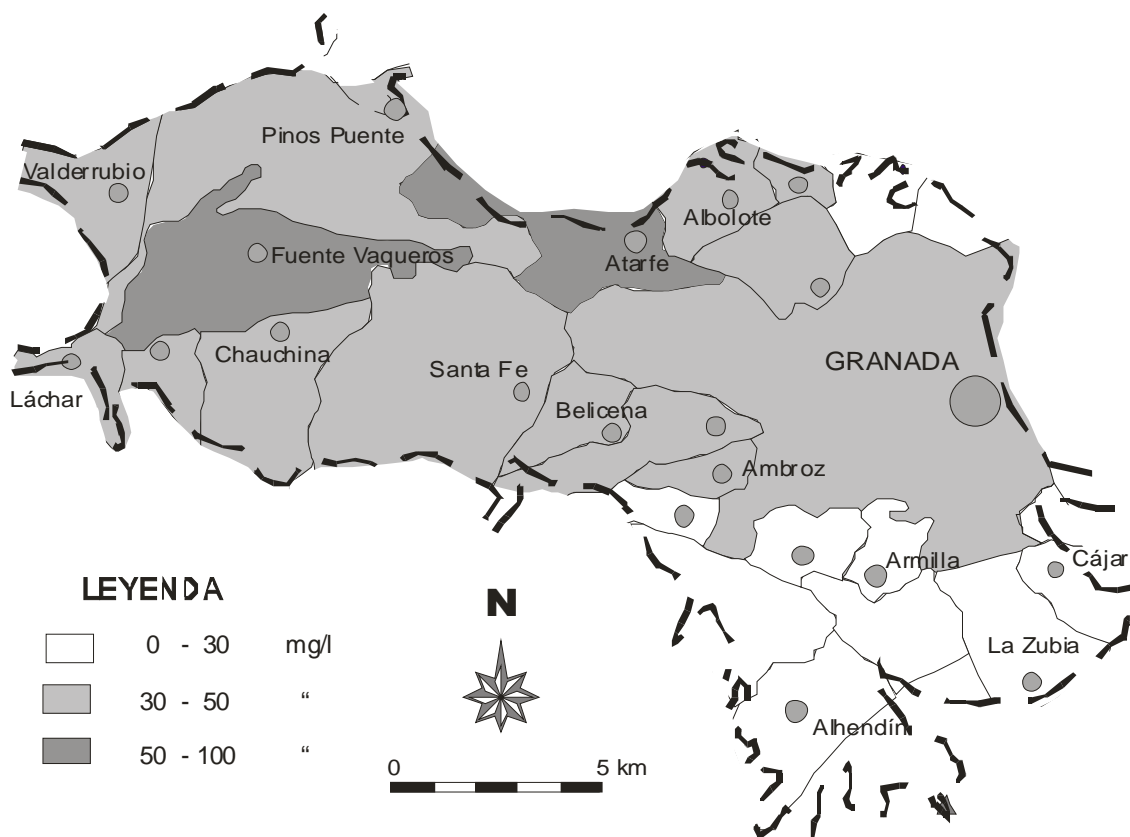 Pinos Puente
Valderrubio
Albolote
Fuente Vaqueros
Atarfe
Chauchina
GRANADA
Santa Fe
Láchar
Belicena
Ambroz
Armilla
Cájar
La Zubia
Alhendín
LEYENDA
0 - 30 mg/l
30 - 50 “
50 - 100 “
N
0 5 km